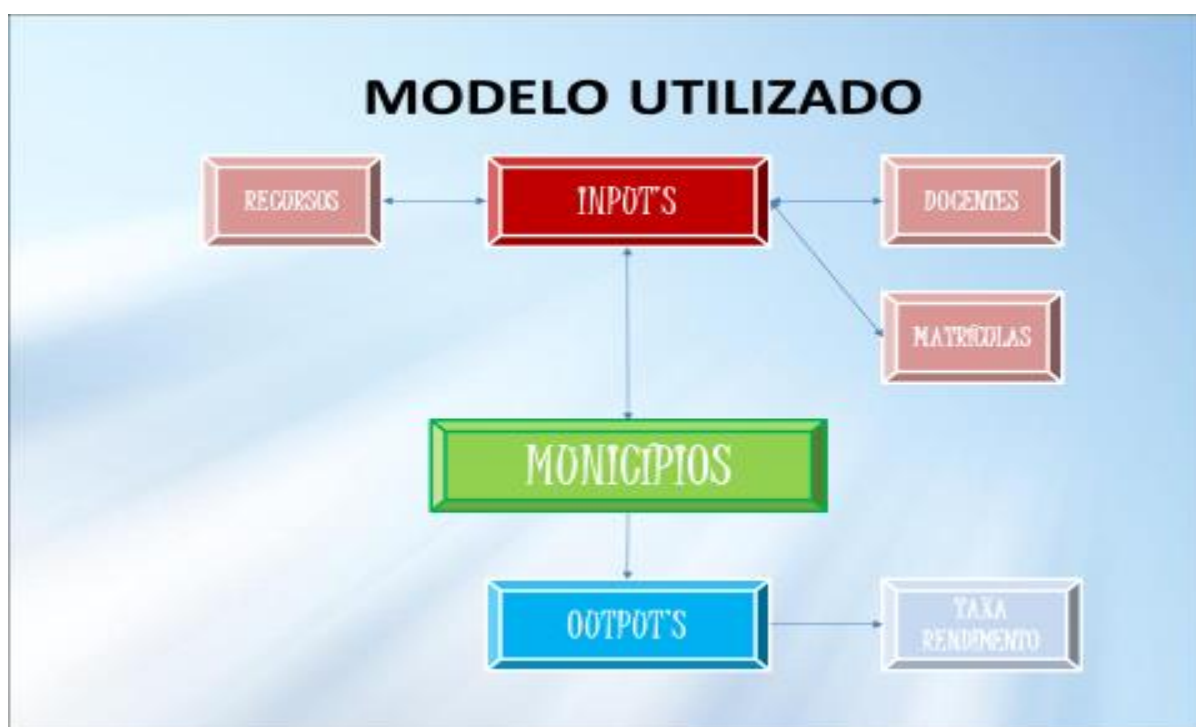 MODELO UTILIZADO
RECURSOS
INPUT'S
DOCENTES
MATRÍCULAS
MUNICÍPIOS
OUTPUT'S
TAXA
RENDIMENTO